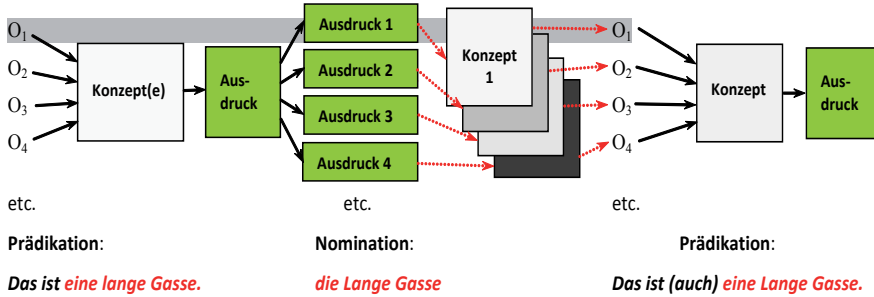 O1
O2
O3
O4
Konzept(e)
Aus-
druck
Ausdruck 1
Ausdruck 2
Ausdruck 3
Ausdruck 4
Konzept
1
O1
O2
O3
O4
Konzept
Aus-
druck
etc.
etc.
etc.
Prädikation:
Nomination:
Prädikation:
Das ist eine lange Gasse.
die Lange Gasse
Das ist (auch) eine Lange Gasse.